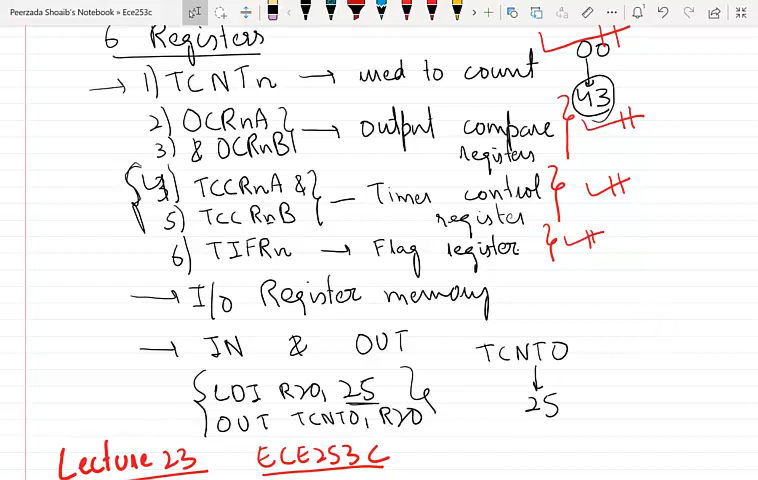 Peerzada Shoaib's Notebook » Ece253c
6 Registers
00
→ 1) TCNTn → used to count
43
2) OCRnA
3) & OCRnB → Output compare registers
4) TCCRnA &
5) TCCRnB — Timer control register
6) TIFRn → Flag register
→ I/o Register memory
→ IN & OUT
TCNT0
LDI R20, 25
25
OUT TCNT0, R20
Lecture 23 ECE253C